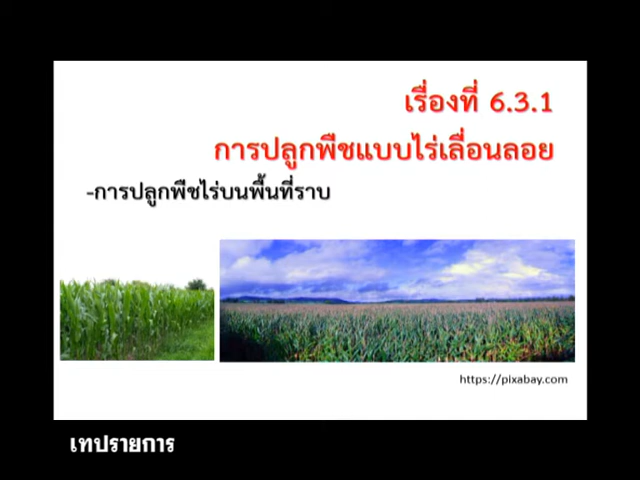 เรื่องที่ 6.3.1
การปลูกพืชแบบไร่เลื่อนลอย
-การปลูกพืชไร่บนพื้นที่ราบ
https://pixabay.com
เทปรายการ